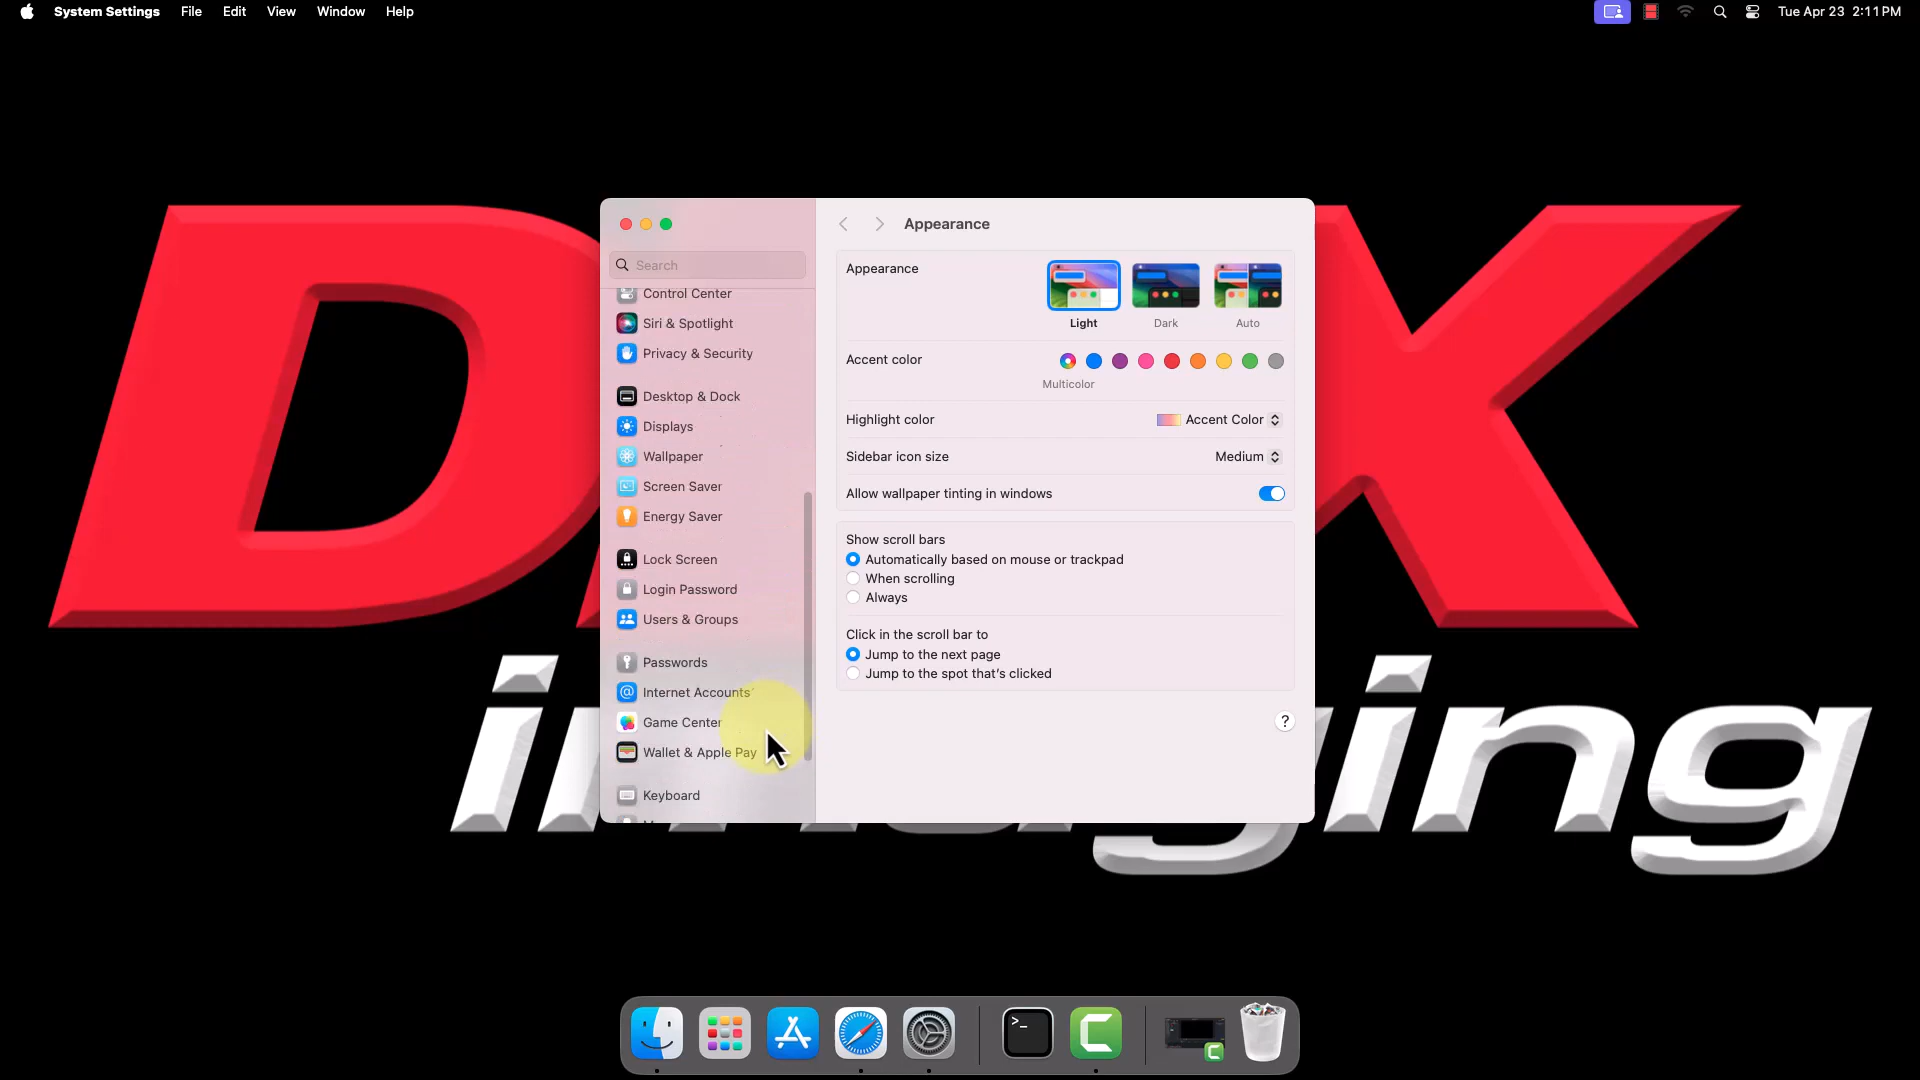 System Settings File Edit View Window Help
Tue Apr 23 2:11 PM
Search
Control Center
Siri & Spotlight
Privacy & Security
Desktop & Dock
Displays
Wallpaper
Screen Saver
Energy Saver
Lock Screen
Login Password
Users & Groups
Passwords
Internet Accounts
Game Center
Wallet & Apple Pay
Keyboard
Appearance
Appearance
Light Dark Auto
Accent color
Multicolor
Highlight color Accent Color
Sidebar icon size Medium
Allow wallpaper tinting in windows
Show scroll bars
Automatically based on mouse or trackpad
When scrolling
Always
Click in the scroll bar to
Jump to the next page
Jump to the spot that's clicked
?